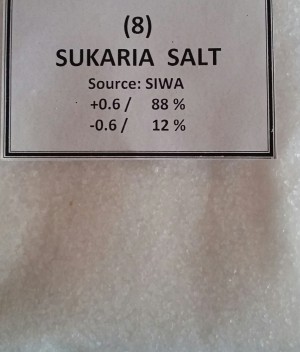 (8)
SUKARIA SALT
Source: SIWA
+0.6 / 88 %
-0.6 / 12 %